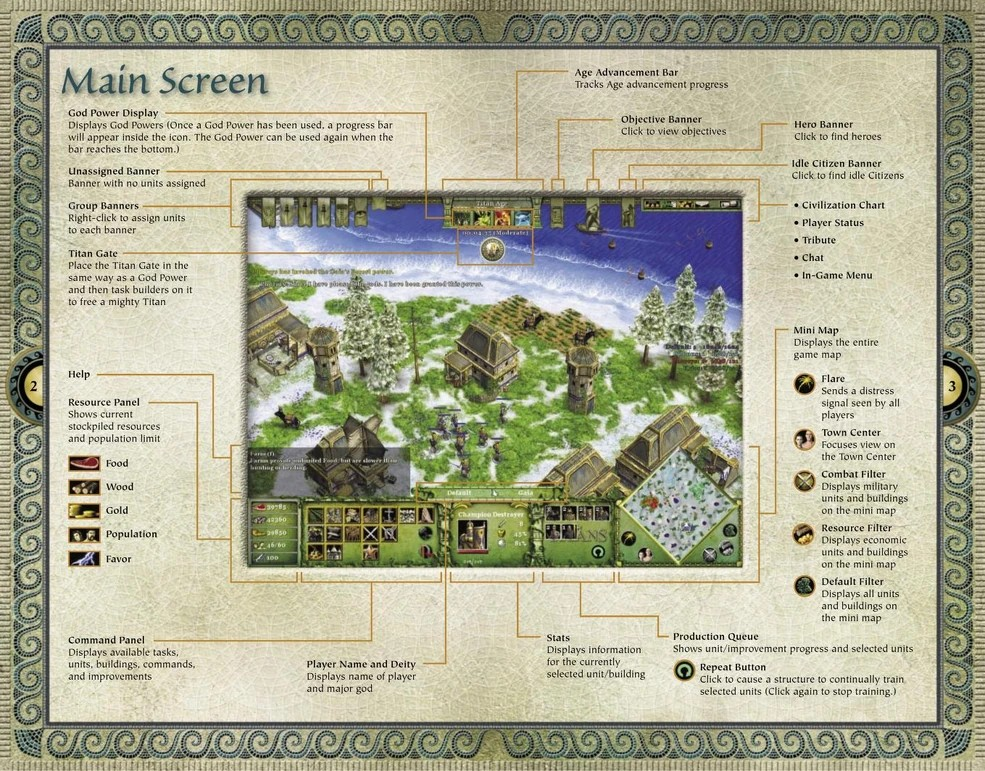 Main Screen
God Power Display
Displays God Powers (Once a God Power has been used, a progress bar
will appear inside the icon. The God Power can be used again when the
bar reaches the bottom.)
Unassigned Banner
Banner with no units assigned
Group Banners
Right-click to assign units
to each banner
Titan Gate
Place the Titan Gate in the
same way as a God Power
and then task builders on it
to free a mighty Titan
Help
Resource Panel
Shows current
stockpiled resources
and population limit
Food
Wood
Gold
Population
Favor
Command Panel
Displays available tasks,
units, buildings, commands,
and improvements
Player Name and Deity
Displays name of player
and major god
Age Advancement Bar
Tracks Age advancement progress
Objective Banner
Click to view objectives
Hero Banner
Click to find heroes
Idle Citizen Banner
Click to find idle Citizens
• Civilization Chart
• Player Status
• Tribute
• Chat
• In-Game Menu
Mini Map
Displays the entire
game map
Flare
Sends a distress
signal seen by all
players
Town Center
Focuses view on
the Town Center
Combat Filter
Displays military
units and buildings
on the mini map
Resource Filter
Displays economic
units and buildings
on the mini map
Default Filter
Displays all units
and buildings on
the mini map
Stats
Displays information
for the currently
selected unit/building
Production Queue
Shows unit/improvement progress and selected units
Repeat Button
Click to cause a structure to continually train
selected units (Click again to stop training.)
Titan Age
Default
Gaia
Champion Destroyer
2
3